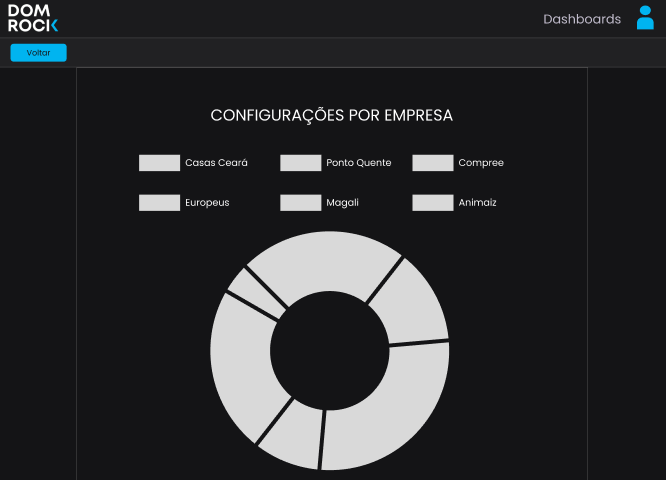 DOM
ROCK
Dashboards
Voltar
CONFIGURAÇÕES POR EMPRESA
Casas Ceará
Ponto Quente
Compree
Europeus
Magali
Animaiz